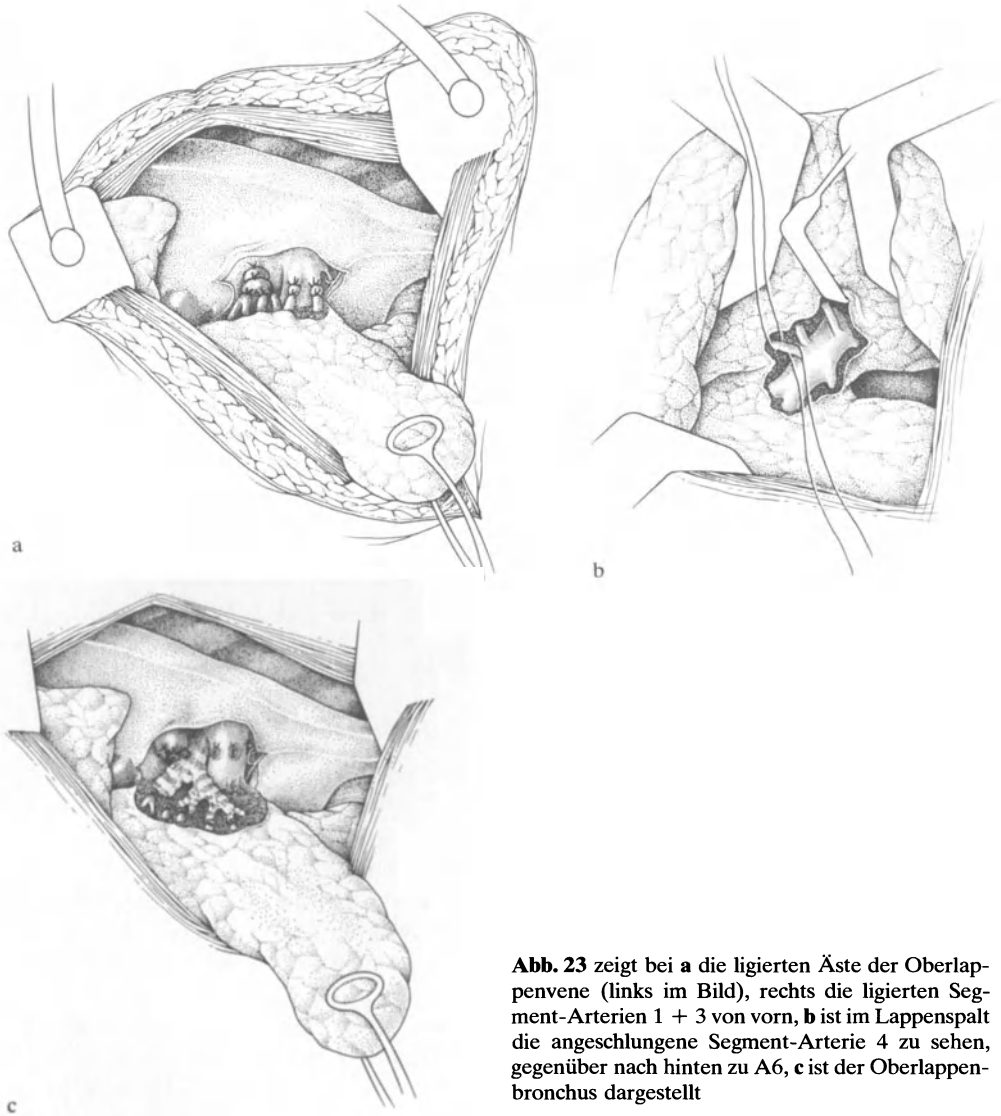 a
b
c
Abb. 23 zeigt bei a die ligierten Äste der Oberlap-
penvene (links im Bild), rechts die ligierten Seg-
ment-Arterien 1 + 3 von vorn, b ist im Lappenspalt
die angeschlungene Segment-Arterie 4 zu sehen,
gegenüber nach hinten zu A6, c ist der Oberlappen-
bronchus dargestellt